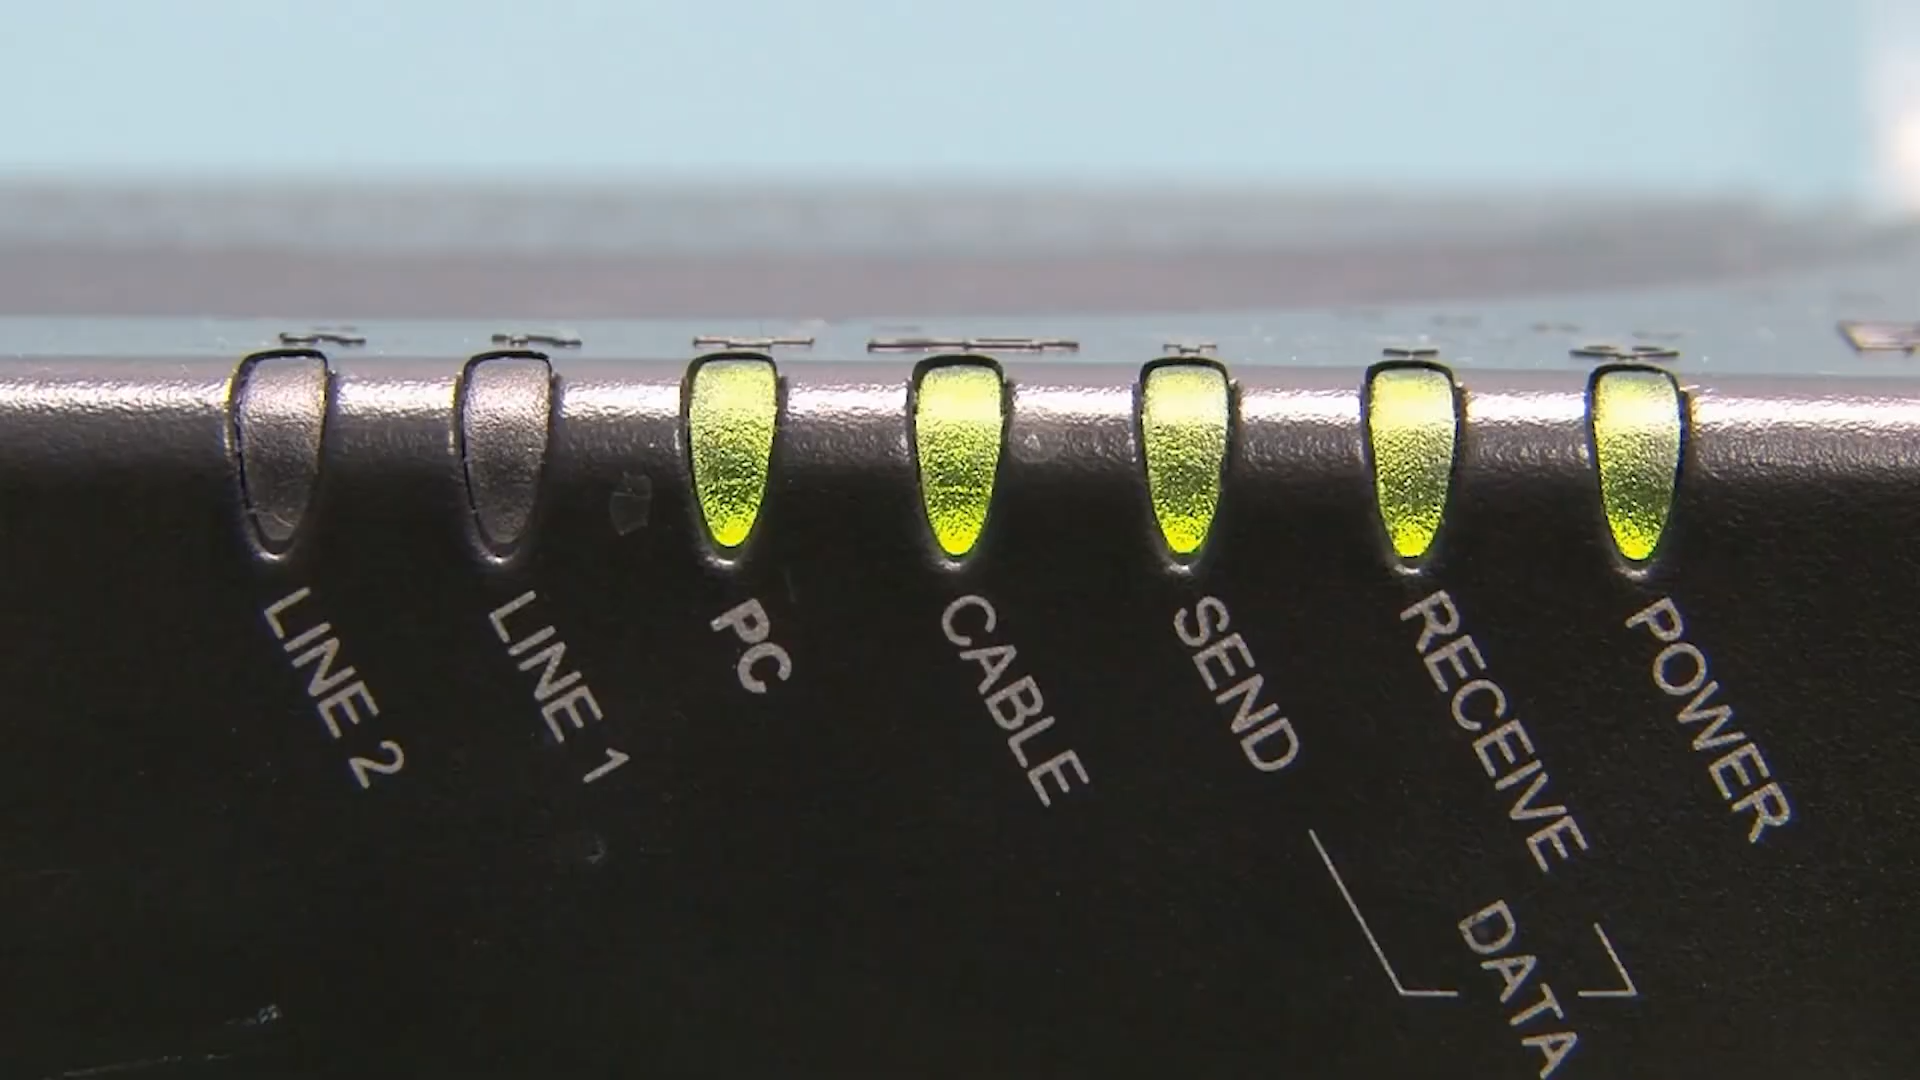 LINE 2
LINE 1
PC
CABLE
SEND
RECEIVE
POWER
DATA